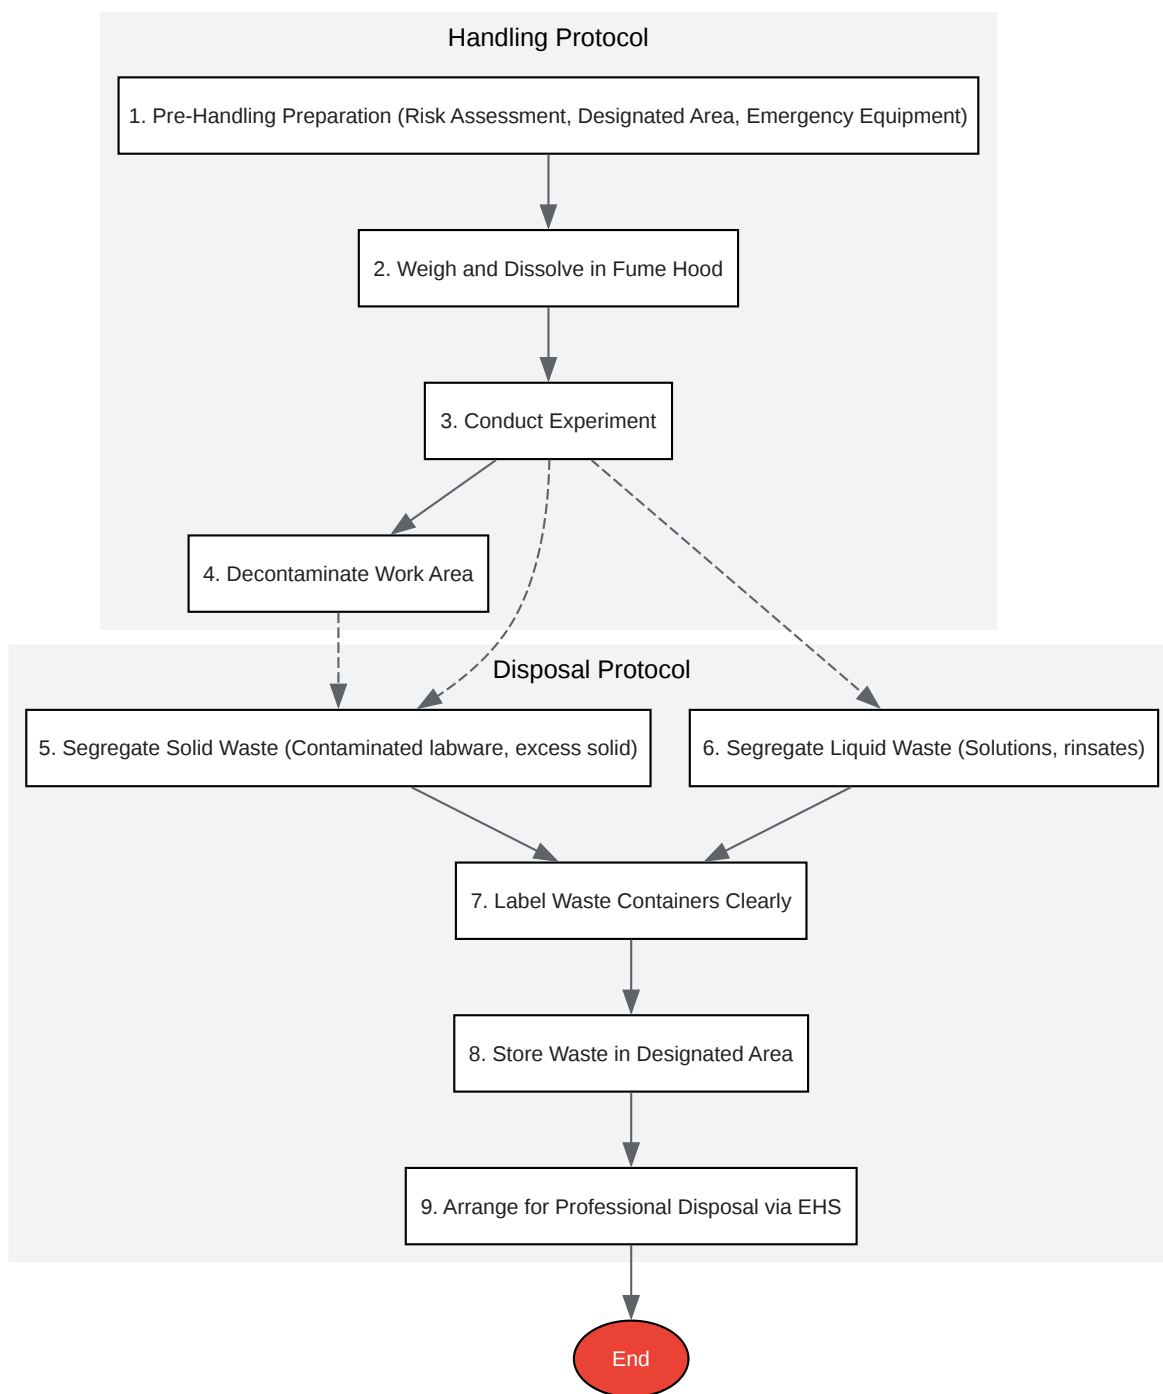 Handling Protocol
1. Pre-Handling Preparation (Risk Assessment, Designated Area, Emergency Equipment)
2. Weigh and Dissolve in Fume Hood
3. Conduct Experiment
4. Decontaminate Work Area
Disposal Protocol
5. Segregate Solid Waste (Contaminated labware, excess solid)
6. Segregate Liquid Waste (Solutions, rinsates)
7. Label Waste Containers Clearly
8. Store Waste in Designated Area
9. Arrange for Professional Disposal via EHS
End